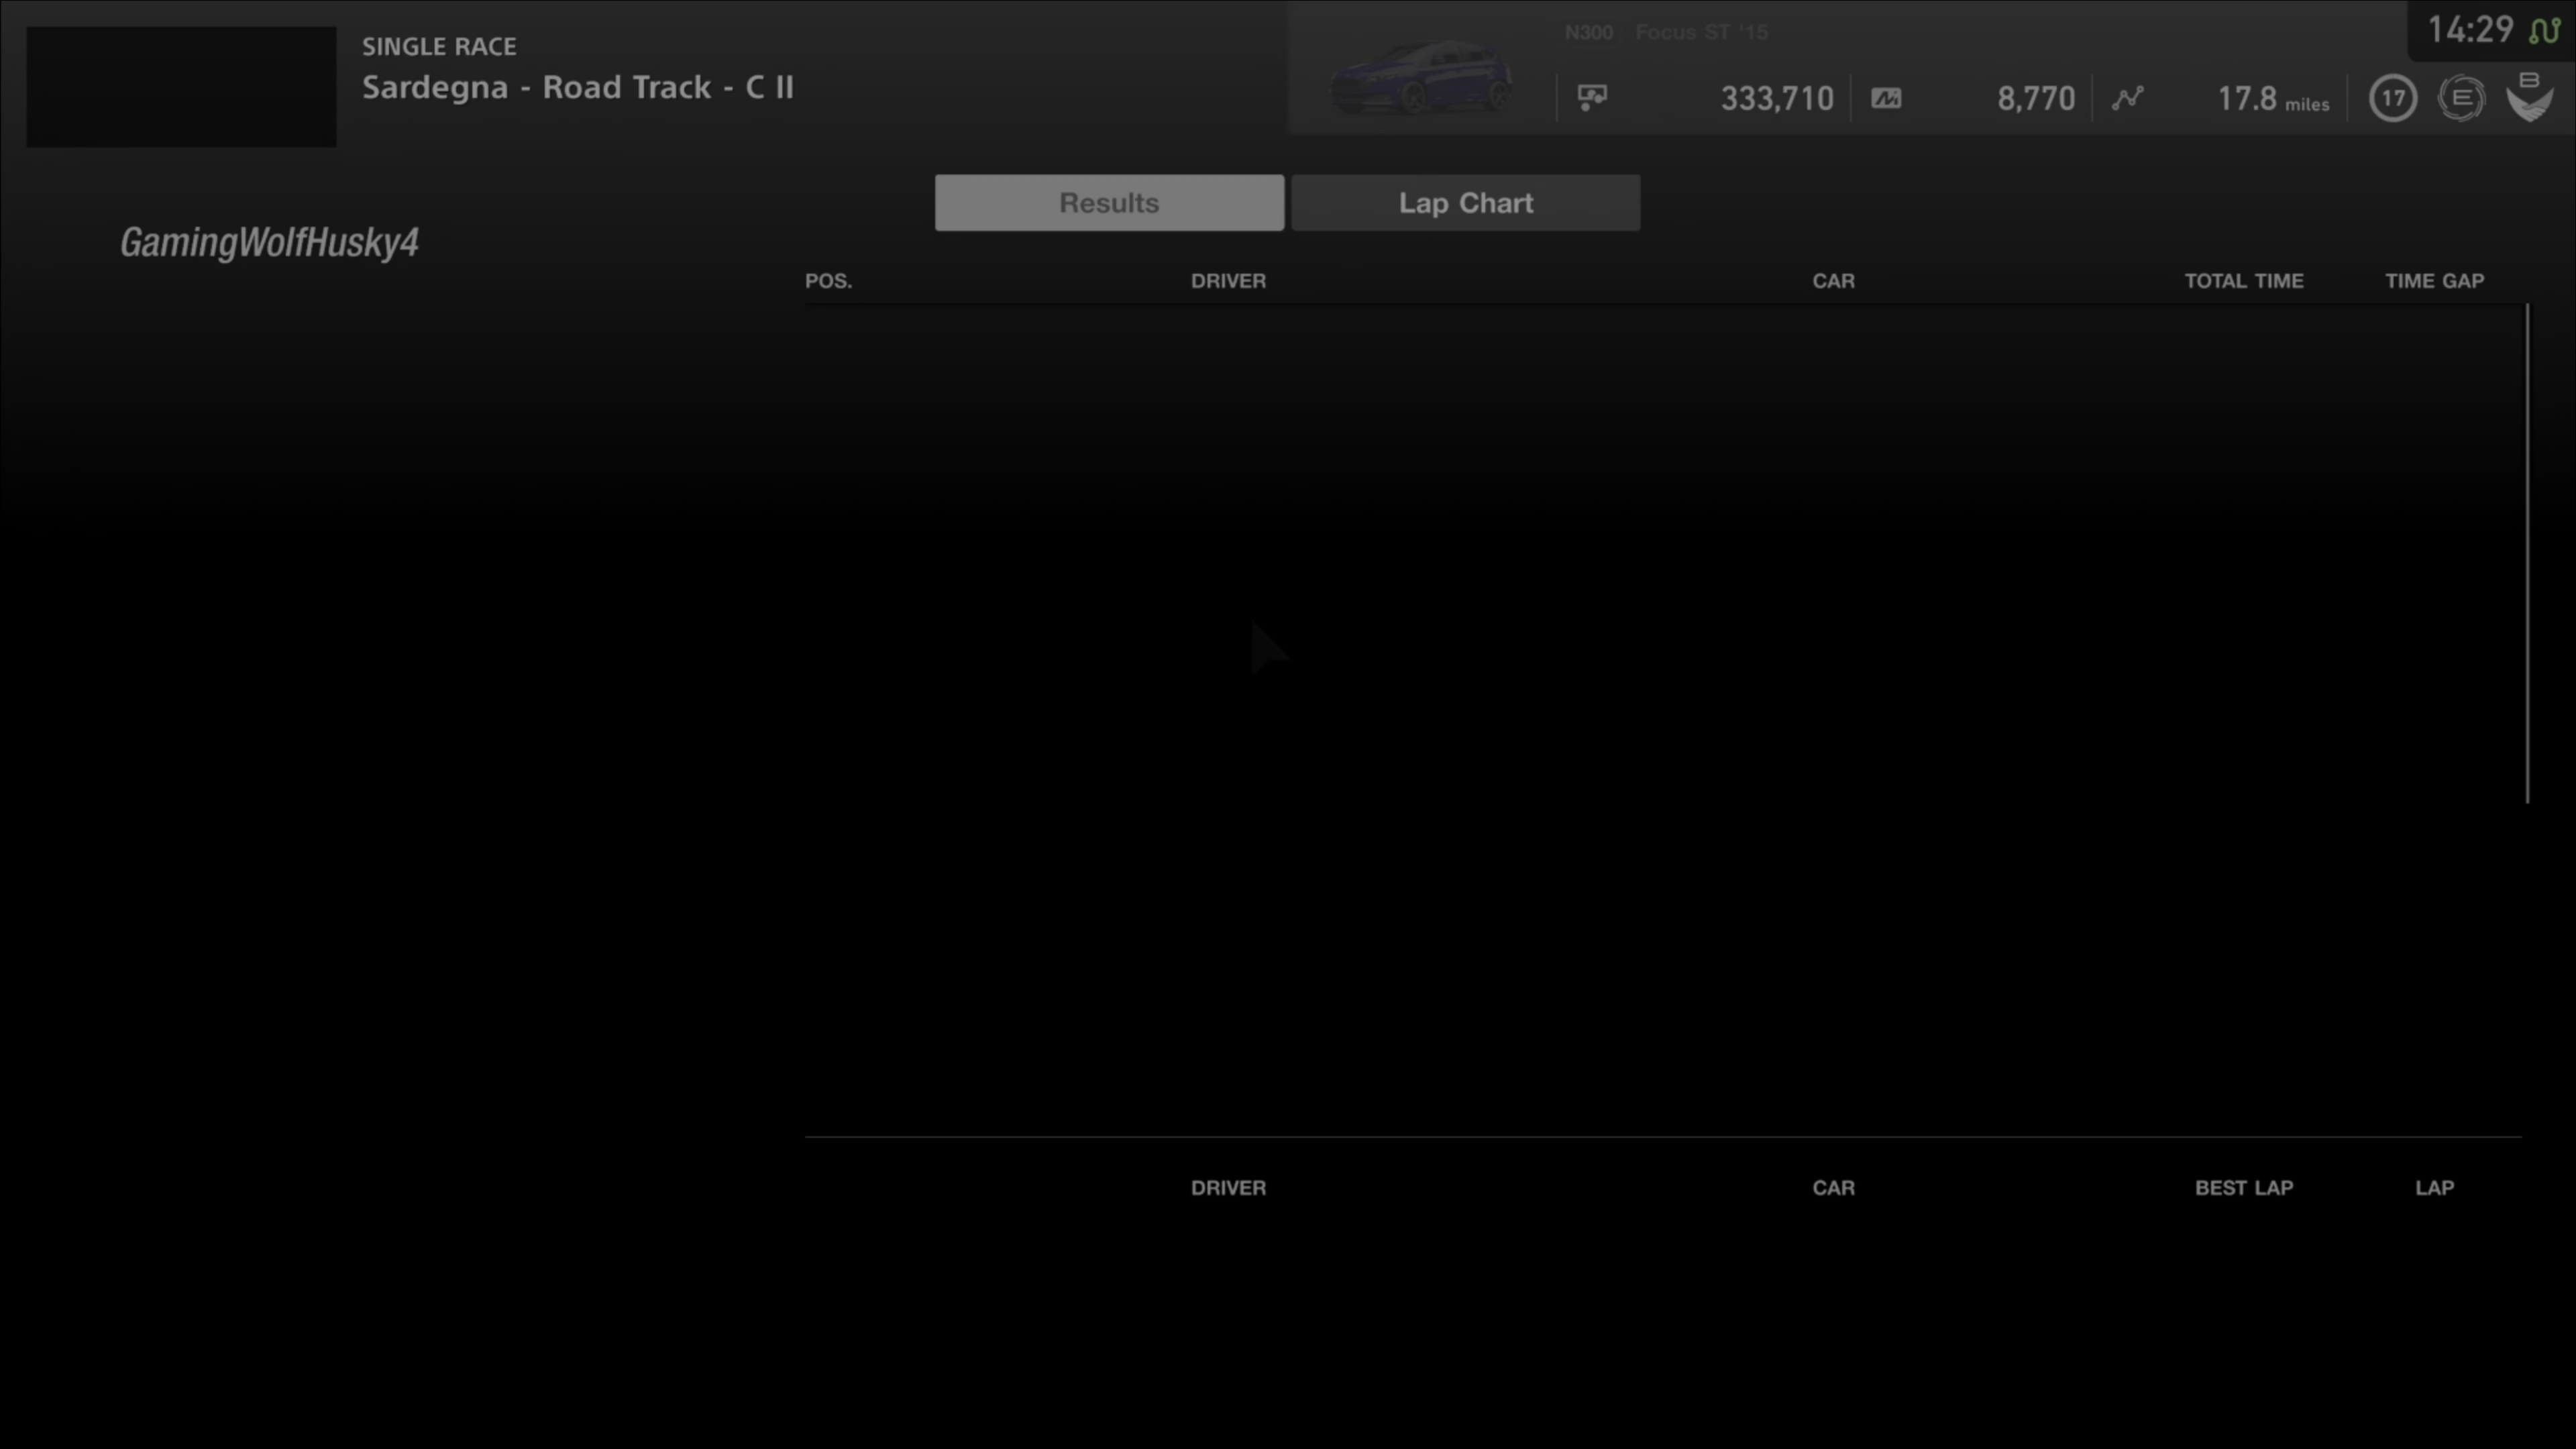 SINGLE RACE
Sardegna - Road Track - C II
N300 Focus ST '15
14:29
333,710
8,770
17.8 miles
17
E
B
Results
Lap Chart
GamingWolfHusky4
POS. DRIVER CAR TOTAL TIME TIME GAP
DRIVER CAR BEST LAP LAP